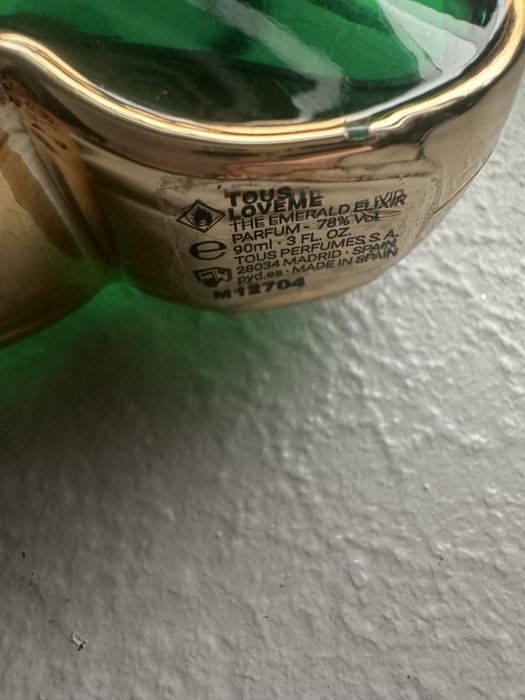 TOUS
LOVEME
THE EMERALD ELIXIR
PARFUM - 78% Vol.
90ml · 3 FL. OZ.
TOUS PERFUMES, S.A.
28034 MADRID · SPAIN
pyd.es · MADE IN SPAIN
M12704